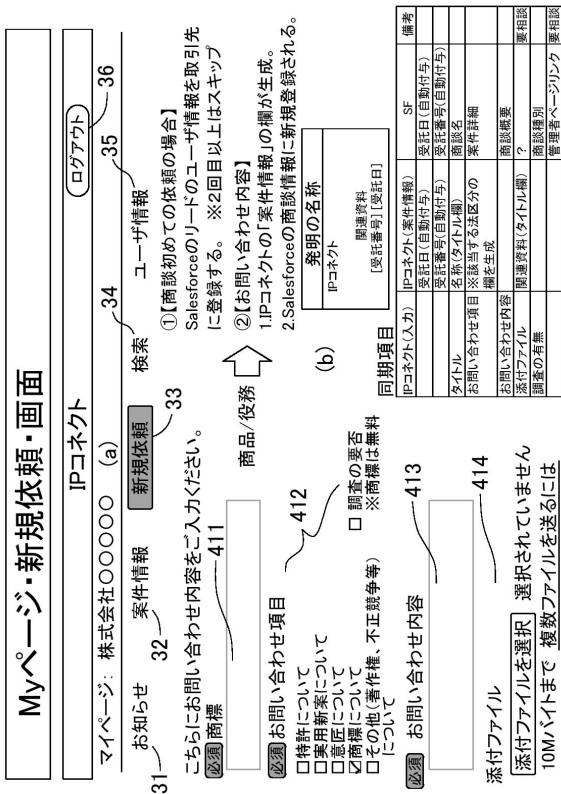 Myページ・新規依頼・画面
IPコネクト
マイページ: 株式会社○○○○○ (a)
ログアウト
36
31
お知らせ
32
案件情報
新規依頼
33
検索
34
ユーザ情報
35
こちらにお問い合わせ内容をご入力ください。
必須 商標
411
商品/役務
必須 お問い合わせ項目
412
□特許について
□実用新案について
□意匠について
☑商標について
□その他(著作権、不正競争等)
について
□ 調査の要否
※商標は無料
必須 お問い合わせ内容
413
添付ファイル
414
添付ファイルを選択 選択されていません
10Mバイトまで 複数ファイルを送るには
①【商談初めての依頼の場合】
Salesforceのリードのユーザ情報を取引先
に登録する。 ※2回目以上はスキップ
②【お問い合わせ内容】
1.IPコネクトの「案件情報」の欄が生成。
2.Salesforceの商談情報に新規登録される。
(b)
発明の名称
IPコネクト
関連資料
[受託番号][受託日]
同期項目
IPコネクト(入力) IPコネクト(案件情報) SF 備考
受託日(自動付与) 受託日(自動付与)
受託番号(自動付与) 受託番号(自動付与)
タイトル 名称(タイトル欄) 商談名
お問い合わせ項目 ※該当する法区分の 案件詳細
欄を生成
お問い合わせ内容 商談概要
添付ファイル 関連資料(タイトル欄) ? 要相談
調査の有無 商談種別
管理者ページリンク 要相談